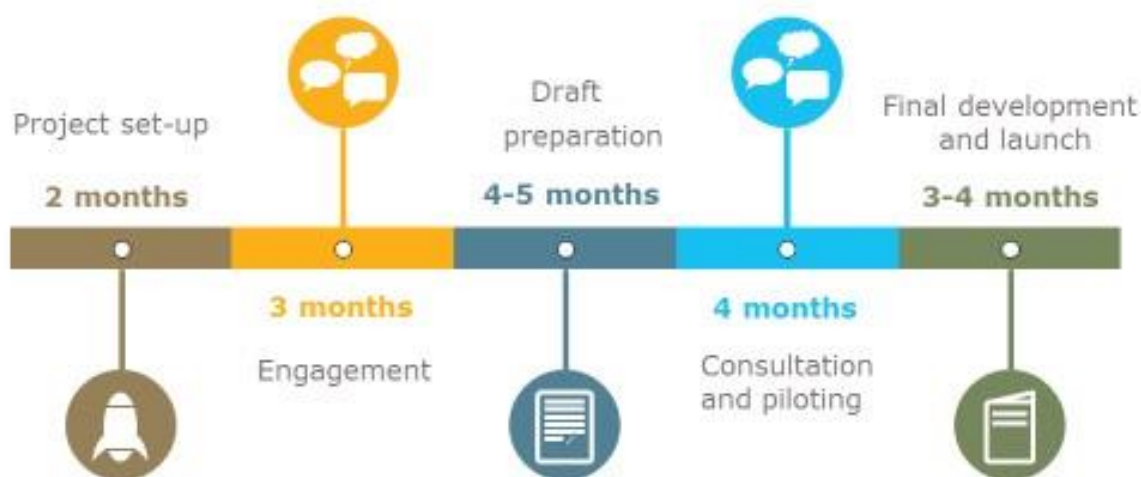 Project set-up
2 months
3 months
Engagement
Draft
preparation
4-5 months
4 months
Consultation
and piloting
Final development
and launch
3-4 months